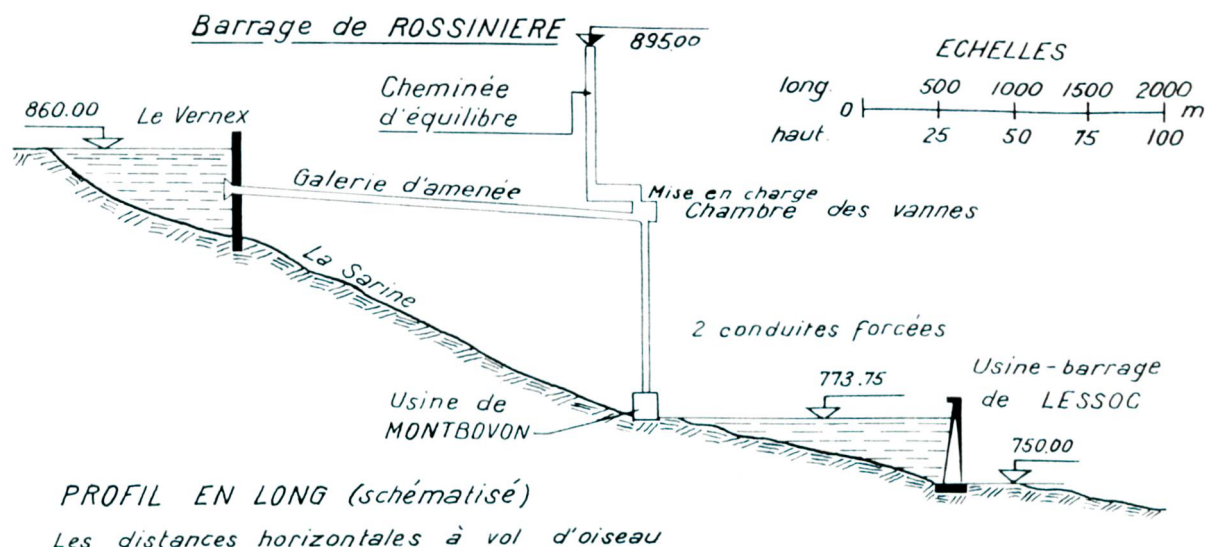 Barrage de ROSSINIERE
895.00
ECHELLES
Cheminée
d'équilibre
long. 500 1000 1500 2000
0 m
haut. 25 50 75 100
860.00
Le Vernex
Galerie d'amenée
Mise en charge
Chambre des vannes
La Sarine
2 conduites forcées
773.75
Usine-barrage
de LESSOC
Usine de
MONTBOVON
750.00
PROFIL EN LONG (schématisé)
Les distances horizontales à vol d'oiseau